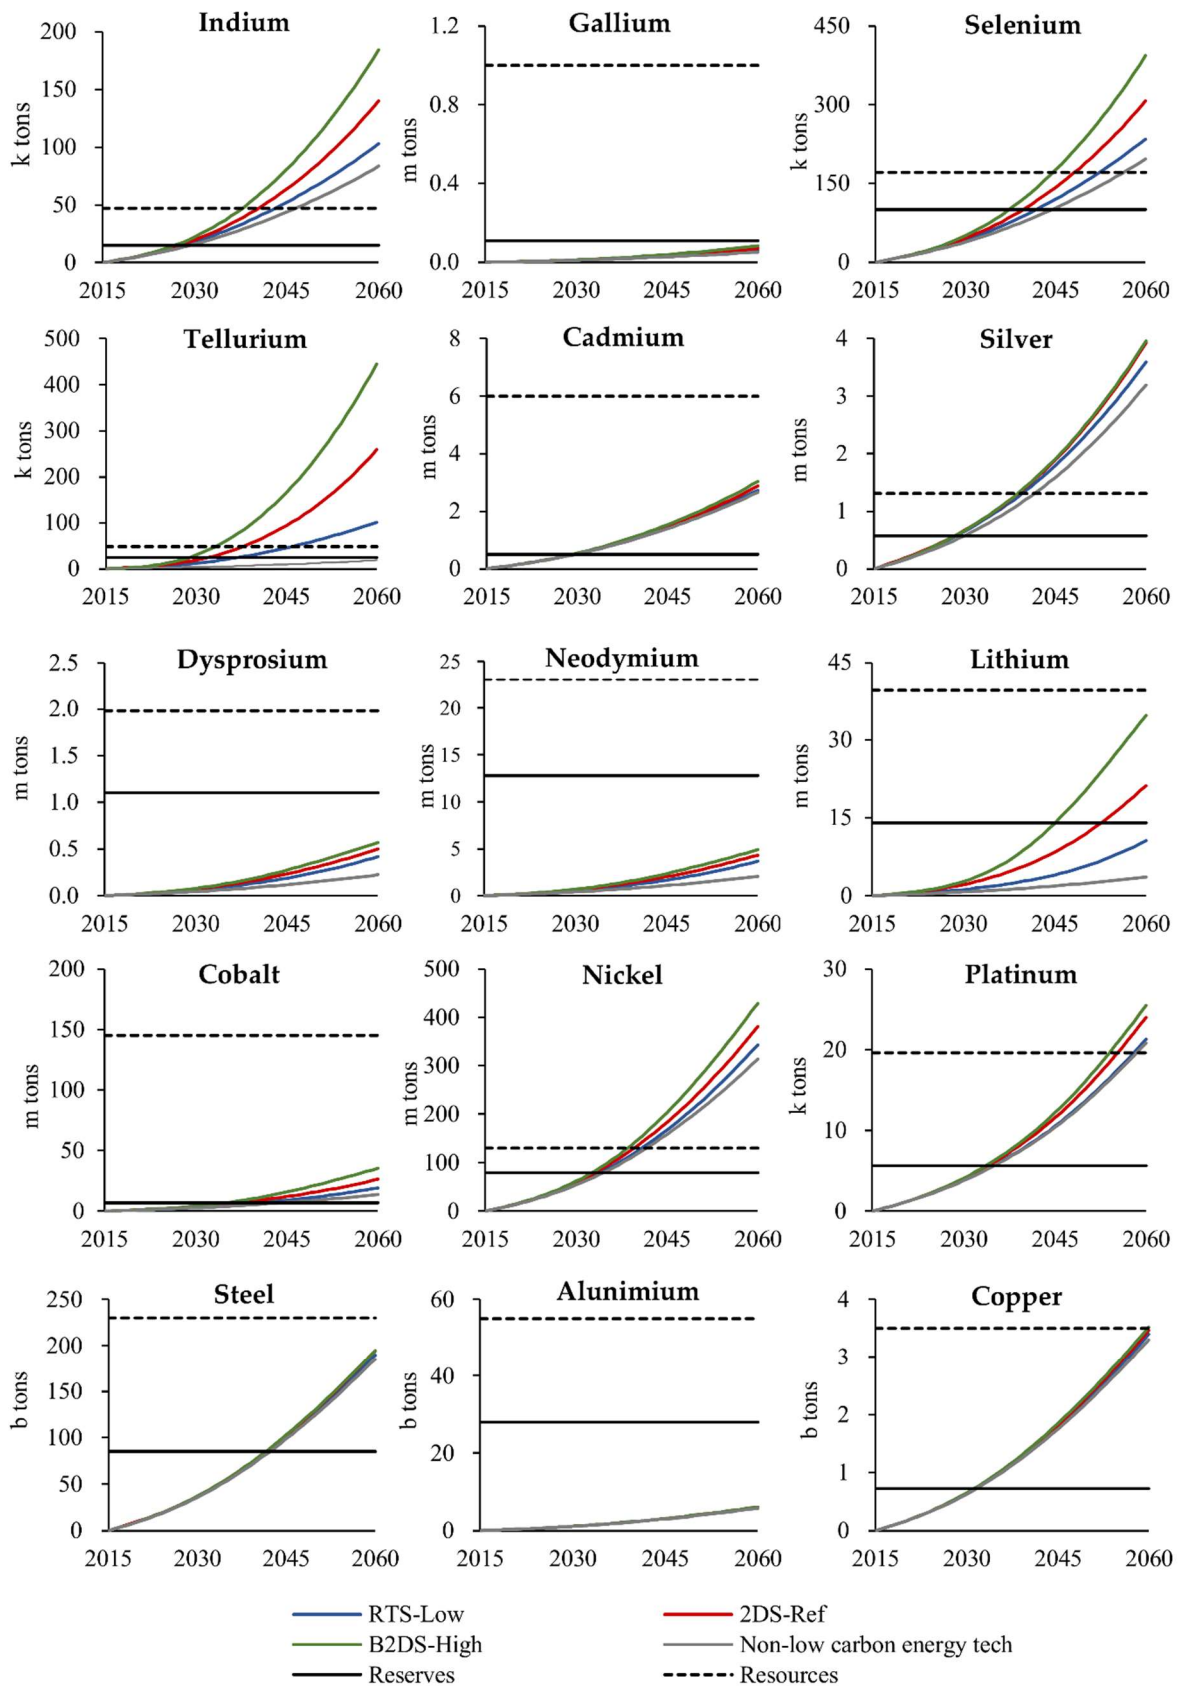 Indium
200
150
100
50
0
k tons
2015 2030 2045 2060
Gallium
1.2
0.8
0.4
0.0
m tons
2015 2030 2045 2060
Selenium
450
300
150
0
k tons
2015 2030 2045 2060
Tellurium
500
400
300
200
100
0
k tons
2015 2030 2045 2060
Cadmium
8
6
4
2
0
m tons
2015 2030 2045 2060
Silver
4
3
2
1
0
m tons
2015 2030 2045 2060
Dysprosium
2.5
2.0
1.5
1.0
0.5
0.0
m tons
2015 2030 2045 2060
Neodymium
25
20
15
10
5
0
m tons
2015 2030 2045 2060
Lithium
45
30
15
0
m tons
2015 2030 2045 2060
Cobalt
200
150
100
50
0
m tons
2015 2030 2045 2060
Nickel
500
400
300
200
100
0
m tons
2015 2030 2045 2060
Platinum
30
20
10
0
k tons
2015 2030 2045 2060
Steel
250
200
150
100
50
0
b tons
2015 2030 2045 2060
Alunimium
60
40
20
0
b tons
2015 2030 2045 2060
Copper
4
3
2
1
0
b tons
2015 2030 2045 2060
RTS-Low
2DS-Ref
B2DS-High
Non-low carbon energy tech
Reserves
Resources